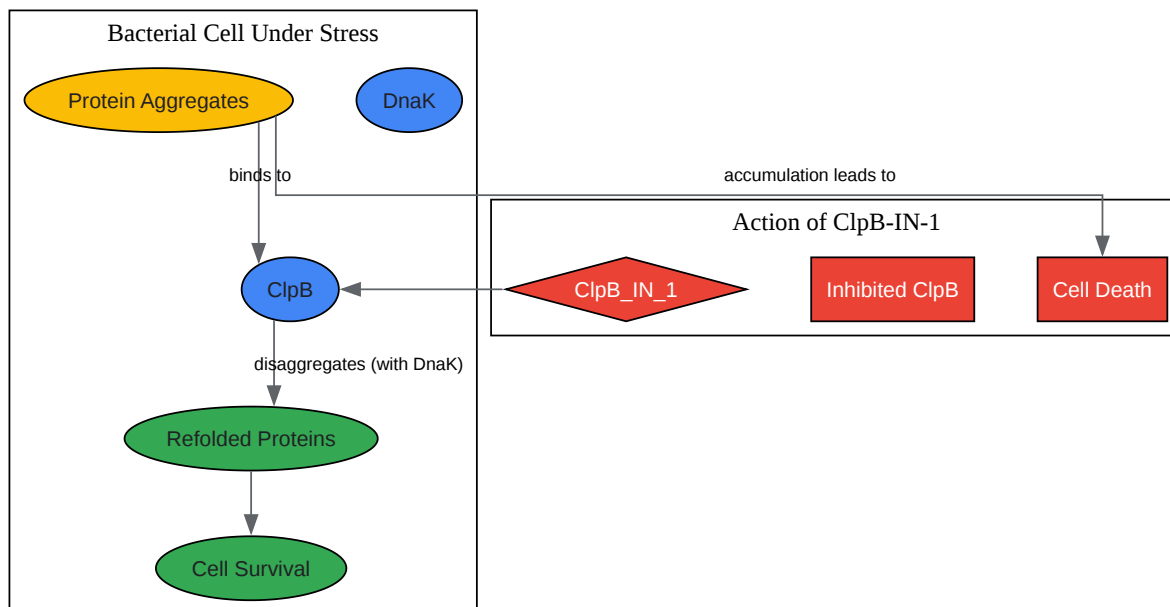 Bacterial Cell Under Stress
Protein Aggregates
DnaK
binds to
accumulation leads to
Action of ClpB-IN-1
ClpB
ClpB_IN_1
Inhibited ClpB
Cell Death
disaggregates (with DnaK)
Refolded Proteins
Cell Survival